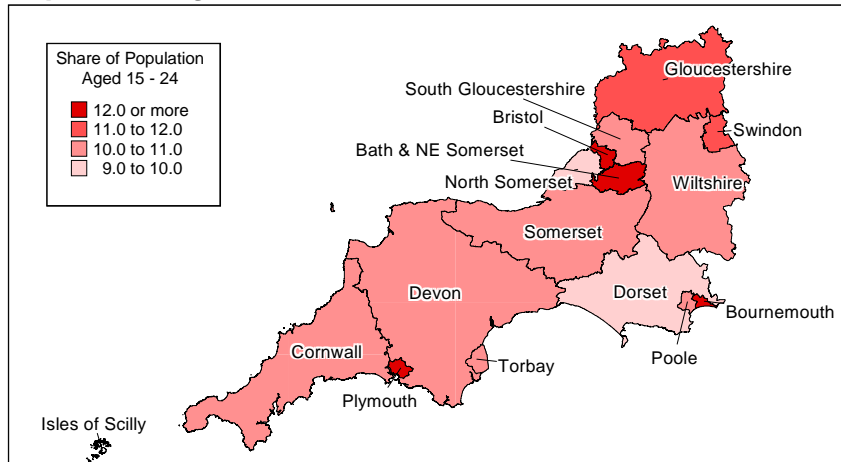 Share of Population
Aged 15 - 24
12.0 or more
11.0 to 12.0
10.0 to 11.0
9.0 to 10.0
Gloucestershire
South Gloucestershire
Bristol
Swindon
Bath & NE Somerset
North Somerset
Wiltshire
Somerset
Devon
Dorset
Bournemouth
Cornwall
Torbay
Poole
Plymouth
Isles of Scilly